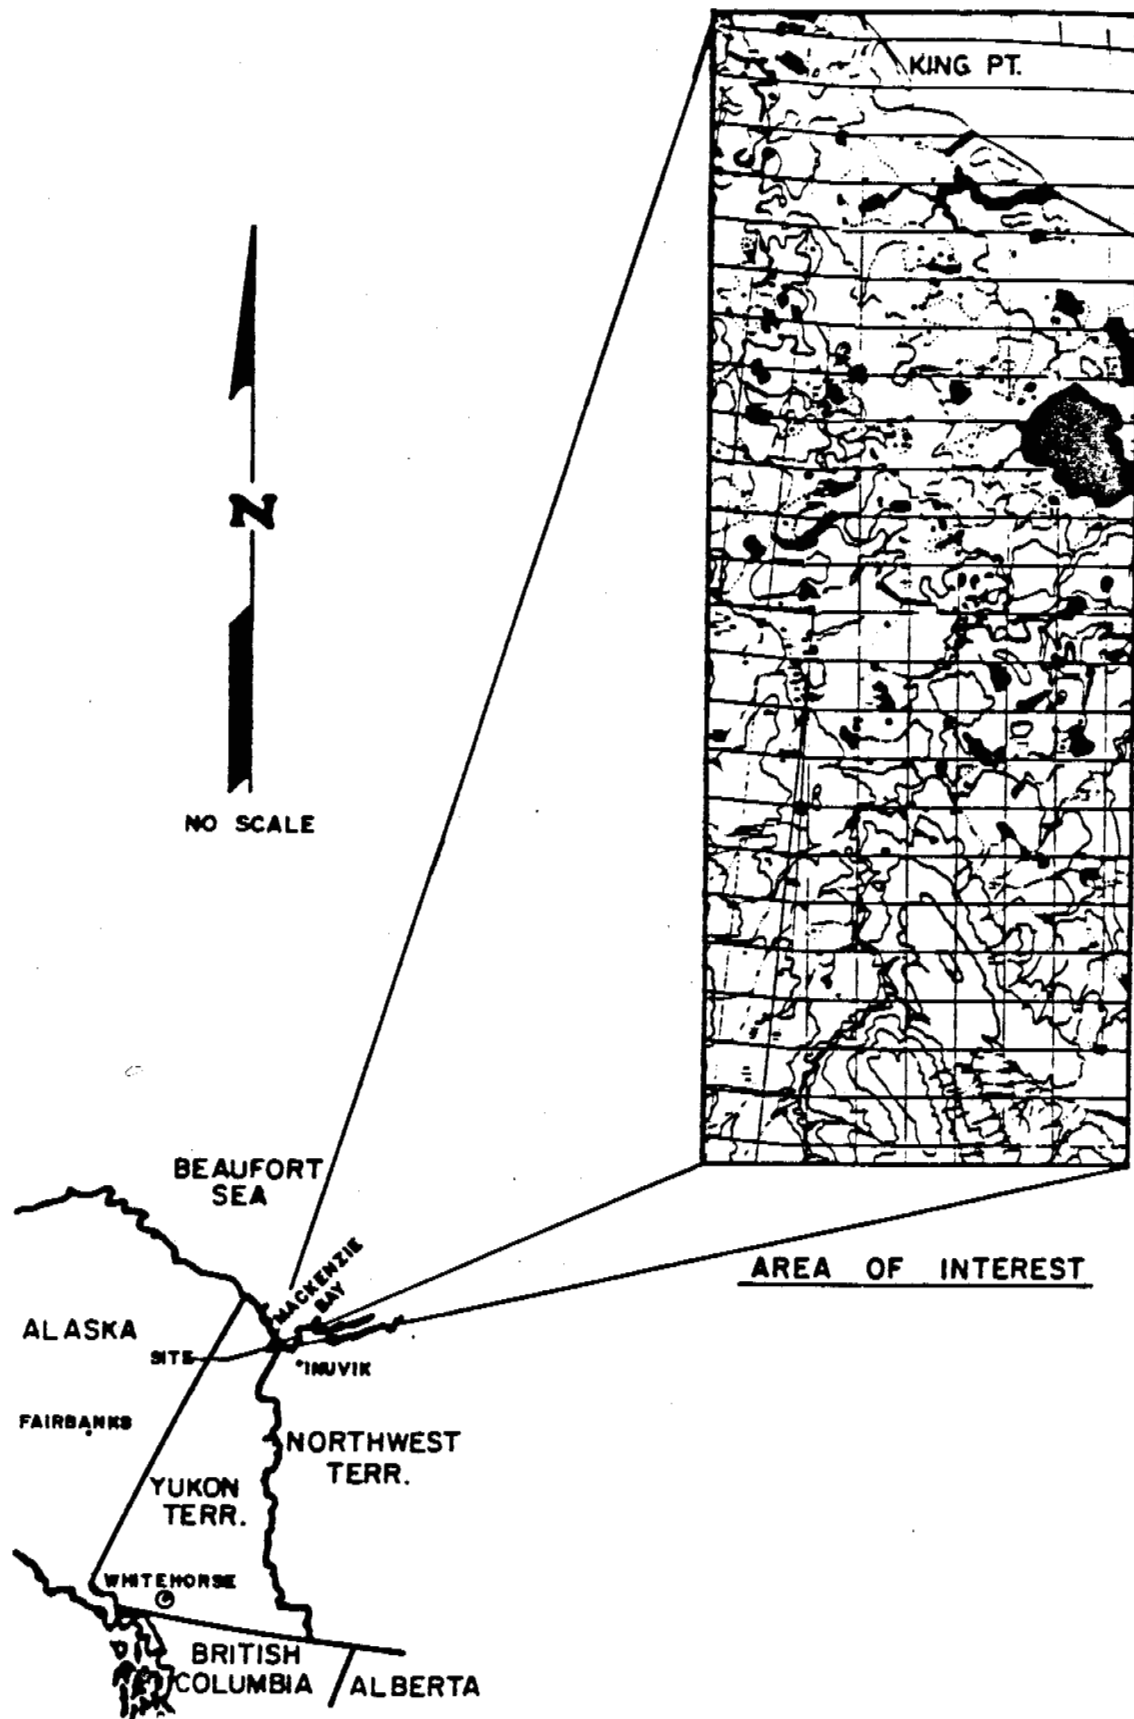 KING PT.
N
NO SCALE
BEAUFORT
SEA
MACKENZIE
BAY
AREA OF INTEREST
ALASKA
SITE
INUVIK
FAIRBANKS
NORTHWEST
TERR.
YUKON
TERR.
WHITEHORSE
BRITISH
COLUMBIA
ALBERTA